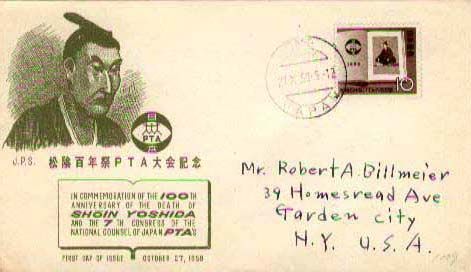 PTA
J.P.S. 松陰百年祭PTA大会記念
IN COMMEMORATION OF THE 100TH
ANNIVERSARY OF THE DEATH OF
SHOIN YOSHIDA
AND THE 7TH CONGRESS OF THE
NATIONAL COUNSEL OF JAPAN PTA'S
FIRST DAY OF ISSUE OCTOBER 27, 1959
JAPAN
10
Mr. Robert A. Billmeier
39 Homesread Ave
Garden city
N.Y. U.S.A.